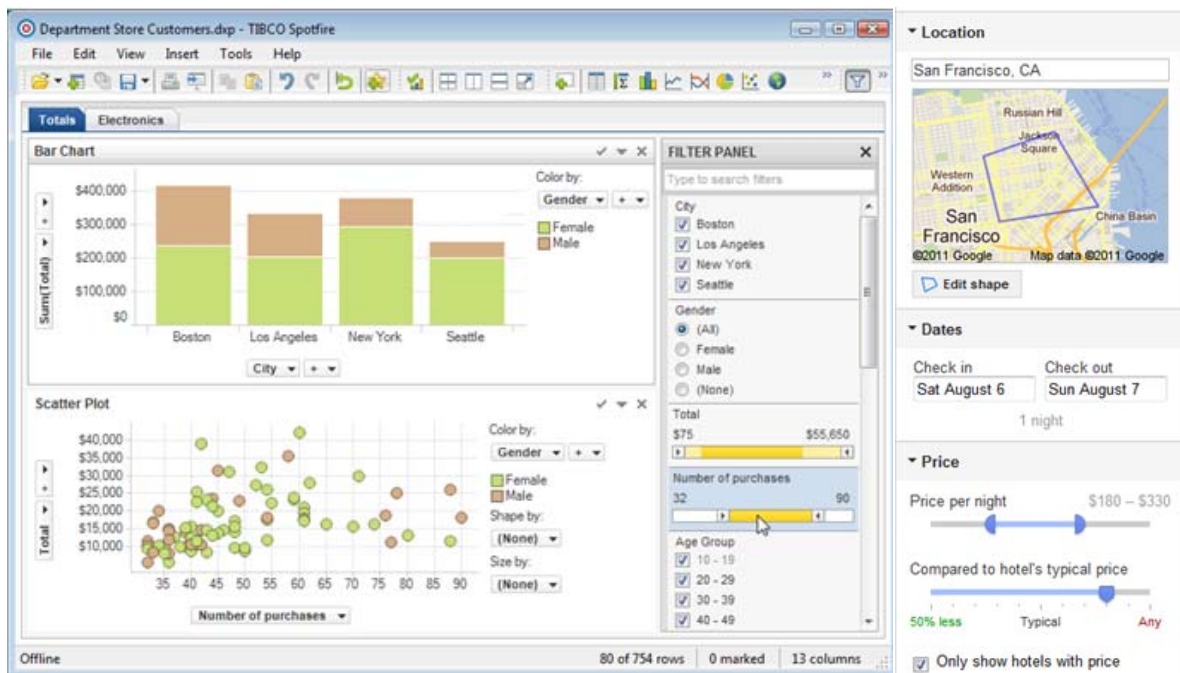 Department Store Customers.dxp - TIBCO Spotfire
File Edit View Insert Tools Help
Totals Electronics
Bar Chart
Sum(Total)
$400,000
$300,000
$200,000
$100,000
$0
Boston Los Angeles New York Seattle
City + 
Color by:
Gender +
Female
Male
Scatter Plot
Total
$40,000
$35,000
$30,000
$25,000
$20,000
$15,000
$10,000
35 40 45 50 55 60 65 70 75 80 85 90
Number of purchases
Color by:
Gender +
Female
Male
Shape by:
(None)
Size by:
(None)
FILTER PANEL
Type to search filters
City
Boston
Los Angeles
New York
Seattle
Gender
(All)
Female
Male
(None)
Total
$75 $55,650
Number of purchases
32 90
Age Group
10 - 19
20 - 29
30 - 39
40 - 49
Offline 80 of 754 rows 0 marked 13 columns
Location
San Francisco, CA
Russian Hill
Jackson
Square
Western
Addition
San
Francisco
China Basin
©2011 Google Map data ©2011 Google
Edit shape
Dates
Check in Check out
Sat August 6 Sun August 7
1 night
Price
Price per night $180 – $330
Compared to hotel's typical price
50% less Typical Any
Only show hotels with price